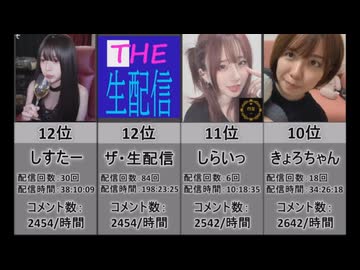 THE
生配信
12位
しすたー
配信回数 30回
配信時間 38:10:09
コメント数:
2454/時間
12位
ザ・生配信
配信回数 84回
配信時間 198:23:25
コメント数:
2454/時間
11位
しらいっ
配信回数 6回
配信時間 10:18:35
コメント数:
2542/時間
10位
きょろちゃん
配信回数 18回
配信時間 34:26:18
コメント数:
2642/時間